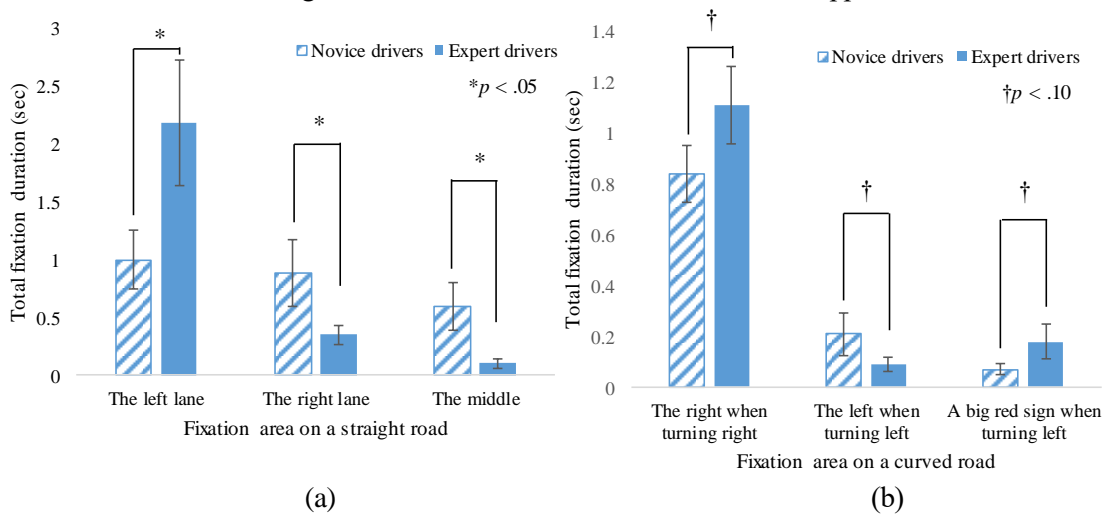 3
2.5
2
1.5
1
0.5
0
Total fixation duration (sec)
Novice drivers Expert drivers
*p < .05
*
*
*
The left lane The right lane The middle
Fixation area on a straight road
(a)
1.4
1.2
1
0.8
0.6
0.4
0.2
0
Total fixation duration (sec)
Novice drivers Expert drivers
†p < .10
†
†
†
The right when turning right
The left when turning left
A big red sign when turning left
Fixation area on a curved road
(b)